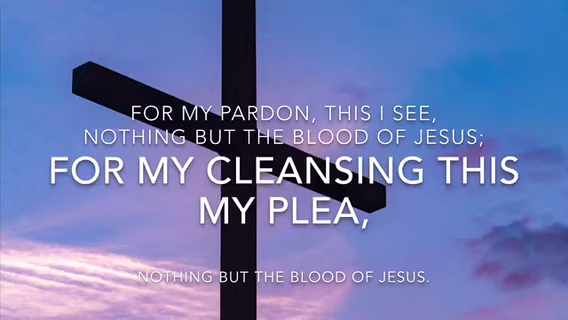 FOR MY PARDON, THIS I SEE,
NOTHING BUT THE BLOOD OF JESUS;
FOR MY CLEANSING THIS
MY PLEA,
NOTHING BUT THE BLOOD OF JESUS.